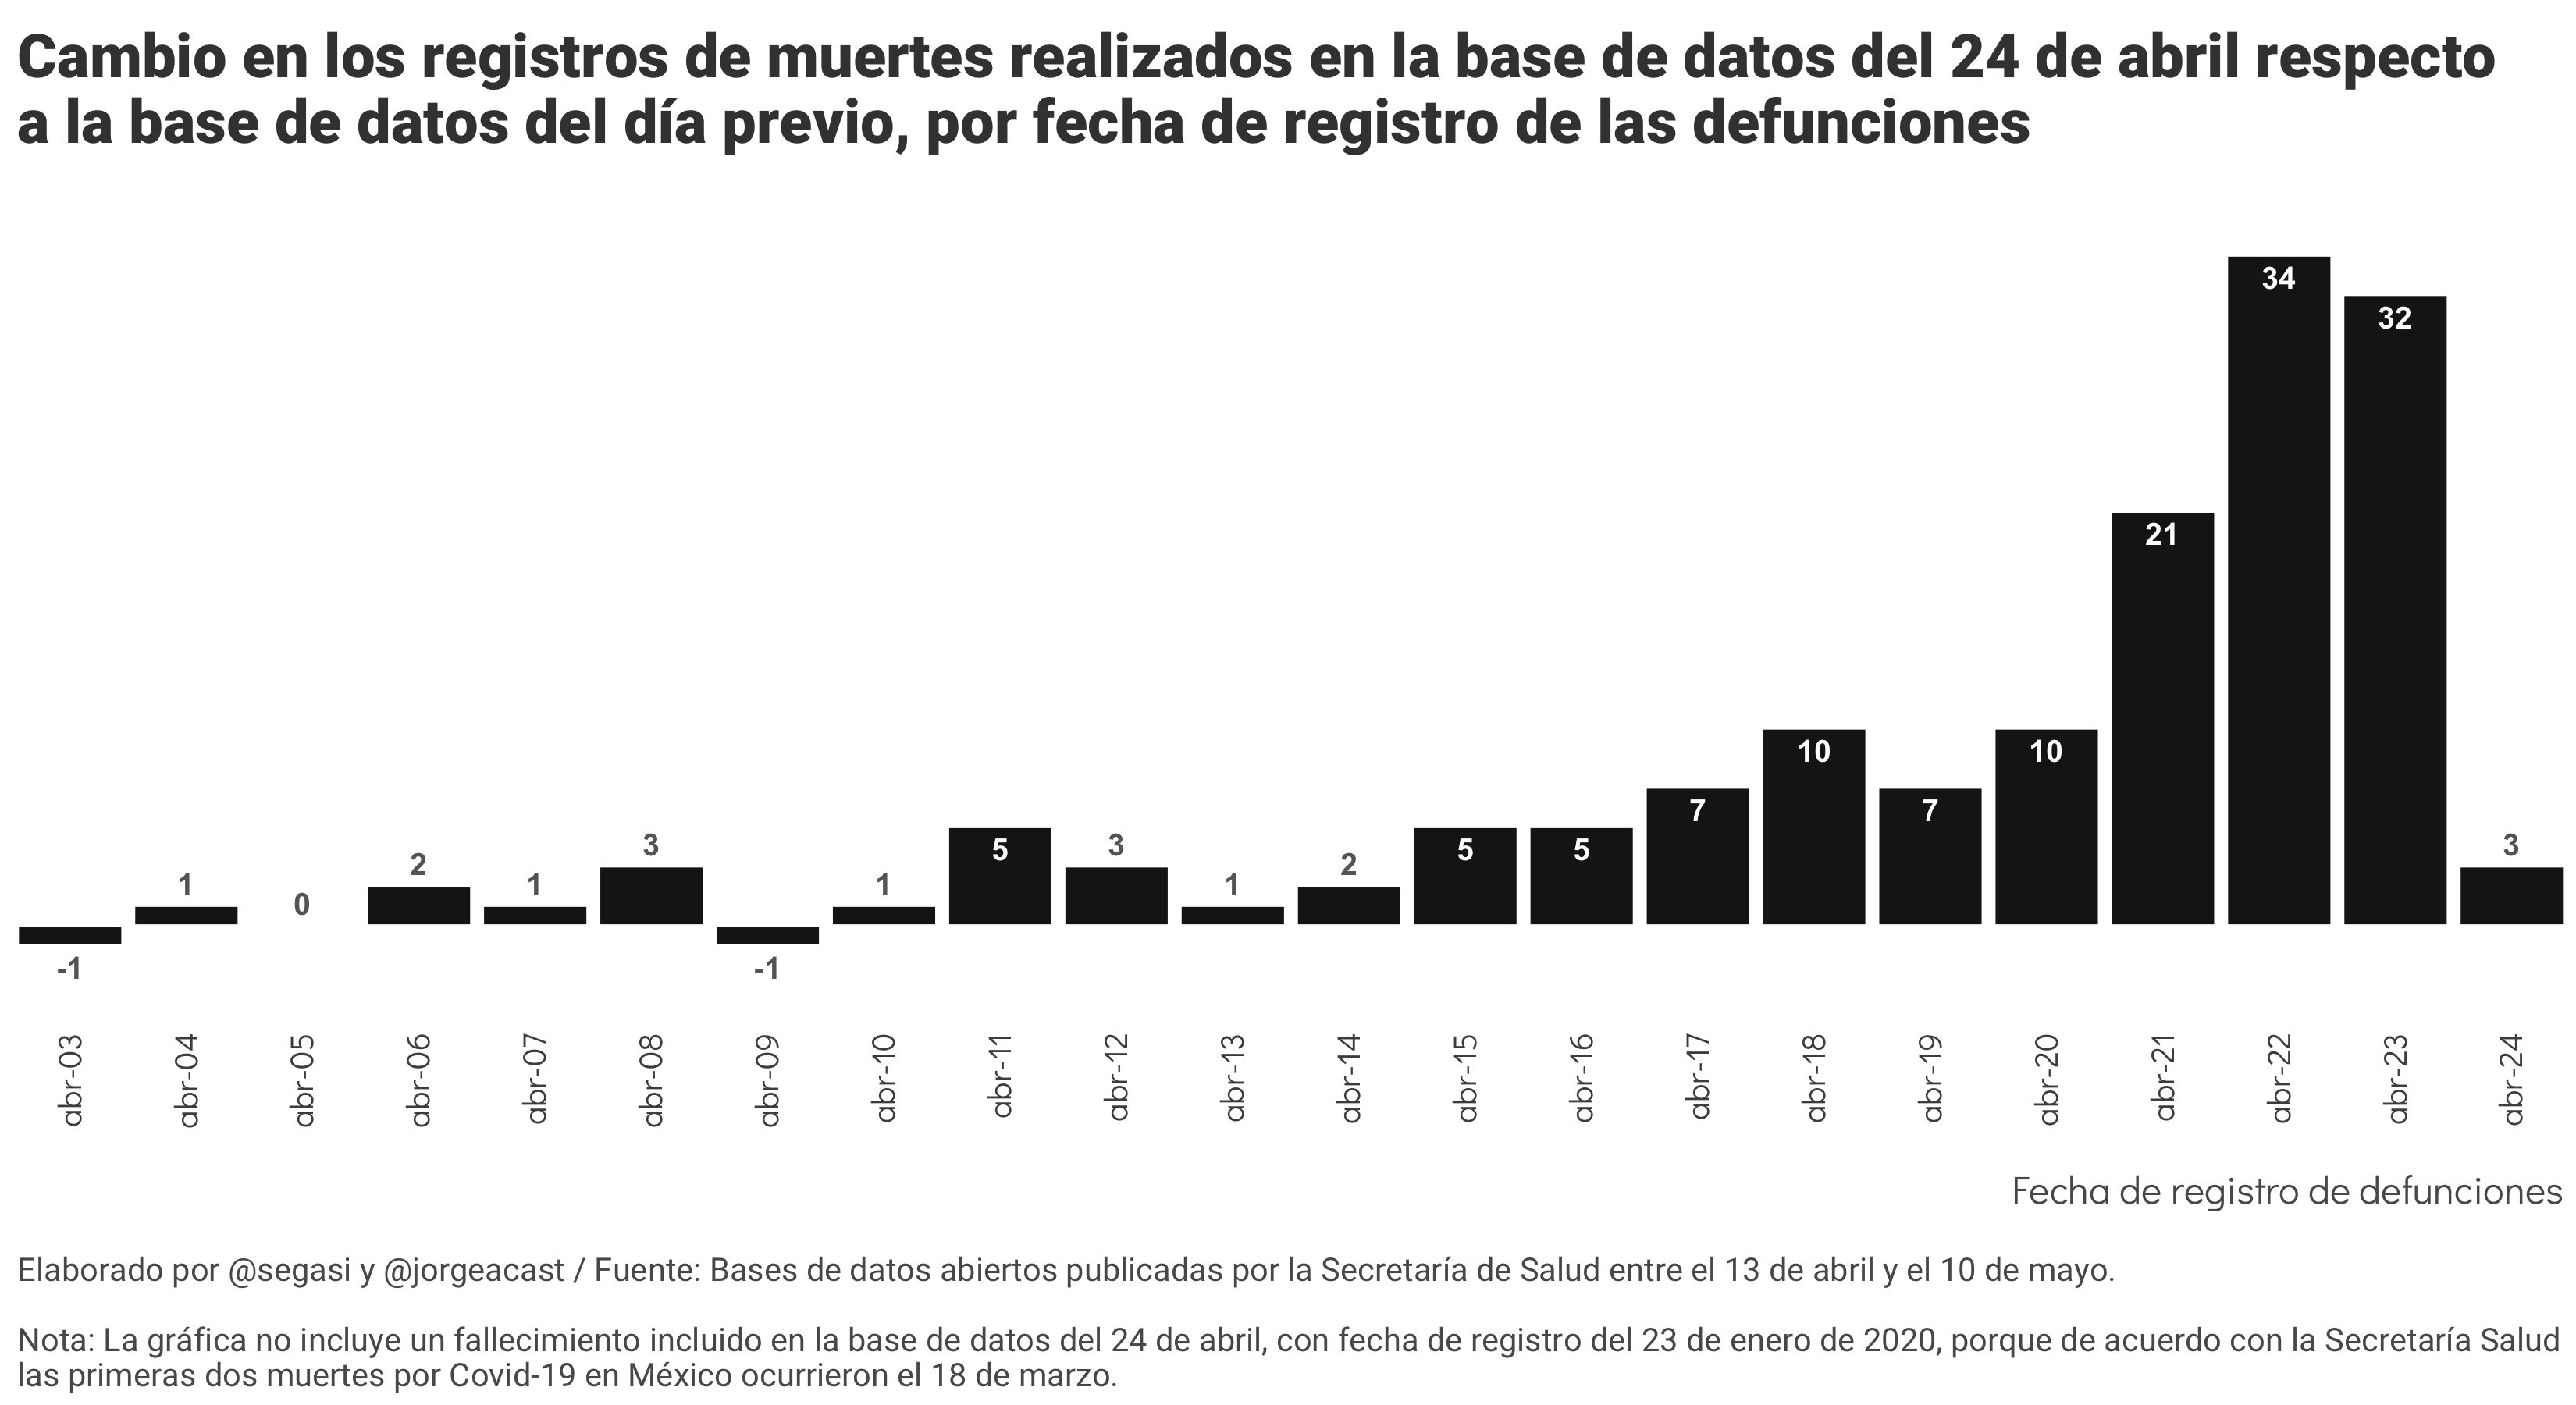 Cambio en los registros de muertes realizados en la base de datos del 24 de abril respecto
a la base de datos del día previo, por fecha de registro de las defunciones
-1
1
0
2
1
3
-1
1
5
3
1
2
5
5
7
10
7
10
21
34
32
3
abr-03
abr-04
abr-05
abr-06
abr-07
abr-08
abr-09
abr-10
abr-11
abr-12
abr-13
abr-14
abr-15
abr-16
abr-17
abr-18
abr-19
abr-20
abr-21
abr-22
abr-23
abr-24
Fecha de registro de defunciones
Elaborado por @segasi y @jorgeacast / Fuente: Bases de datos abiertos publicadas por la Secretaría de Salud entre el 13 de abril y el 10 de mayo.
Nota: La gráfica no incluye un fallecimiento incluido en la base de datos del 24 de abril, con fecha de registro del 23 de enero de 2020, porque de acuerdo con la Secretaría Salud
las primeras dos muertes por Covid-19 en México ocurrieron el 18 de marzo.